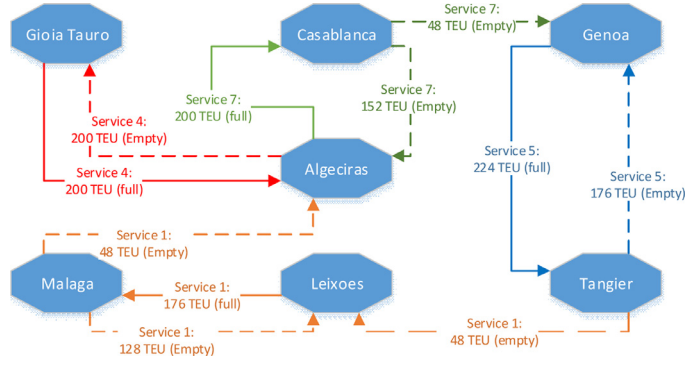 Gioia Tauro
Casablanca
Service 7:
48 TEU (Empty)
Genoa
Service 7:
152 TEU (Empty)
Service 7:
200 TEU (full)
Service 4:
200 TEU (Empty)
Service 4:
200 TEU (full)
Algeciras
Service 5:
224 TEU (full)
Service 5:
176 TEU (Empty)
Service 1:
48 TEU (Empty)
Malaga
Service 1:
176 TEU (full)
Leixoes
Tangier
Service 1:
128 TEU (Empty)
Service 1:
48 TEU (empty)